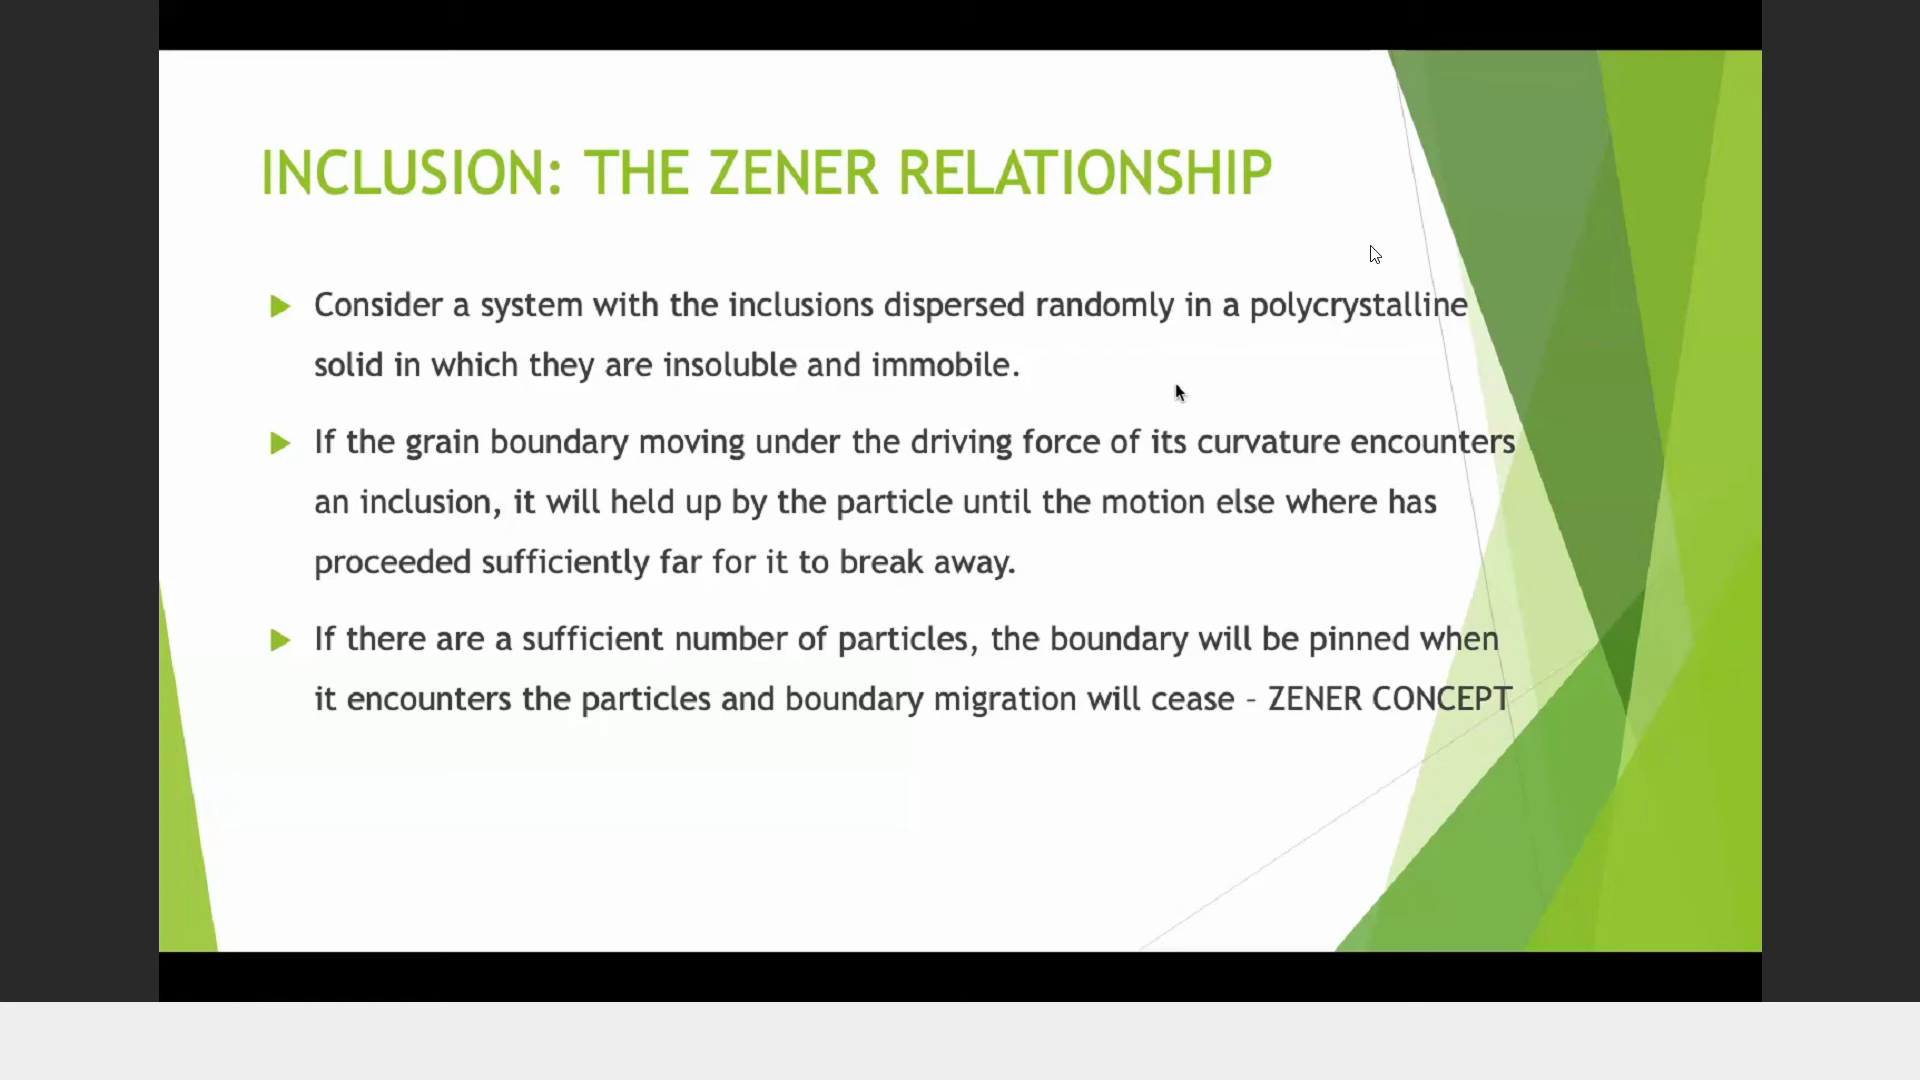 INCLUSION: THE ZENER RELATIONSHIP
Consider a system with the inclusions dispersed randomly in a polycrystalline
solid in which they are insoluble and immobile.
If the grain boundary moving under the driving force of its curvature encounters
an inclusion, it will held up by the particle until the motion else where has
proceeded sufficiently far for it to break away.
If there are a sufficient number of particles, the boundary will be pinned when
it encounters the particles and boundary migration will cease – ZENER CONCEPT